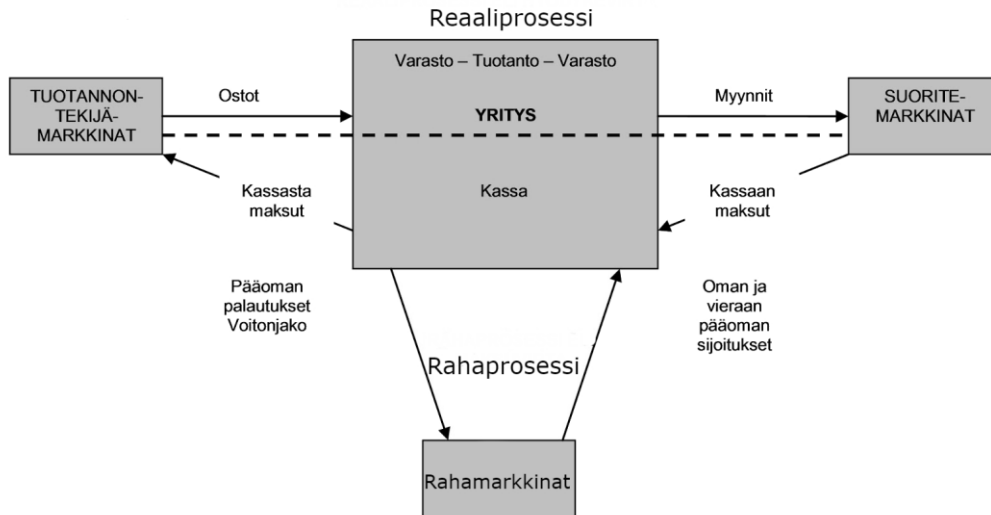 Reaaliprosessi
Varasto – Tuotanto – Varasto
TUOTANNON-
TEKIJÄ-
MARKKINAT
Ostot
YRITYS
Myynnit
SUORITE-
MARKKINAT
Kassasta
maksut
Kassa
Kassaan
maksut
Pääoman
palautukset
Voitonjako
Oman ja
vieraan
pääoman
sijoitukset
Rahaprosessi
Rahamarkkinat